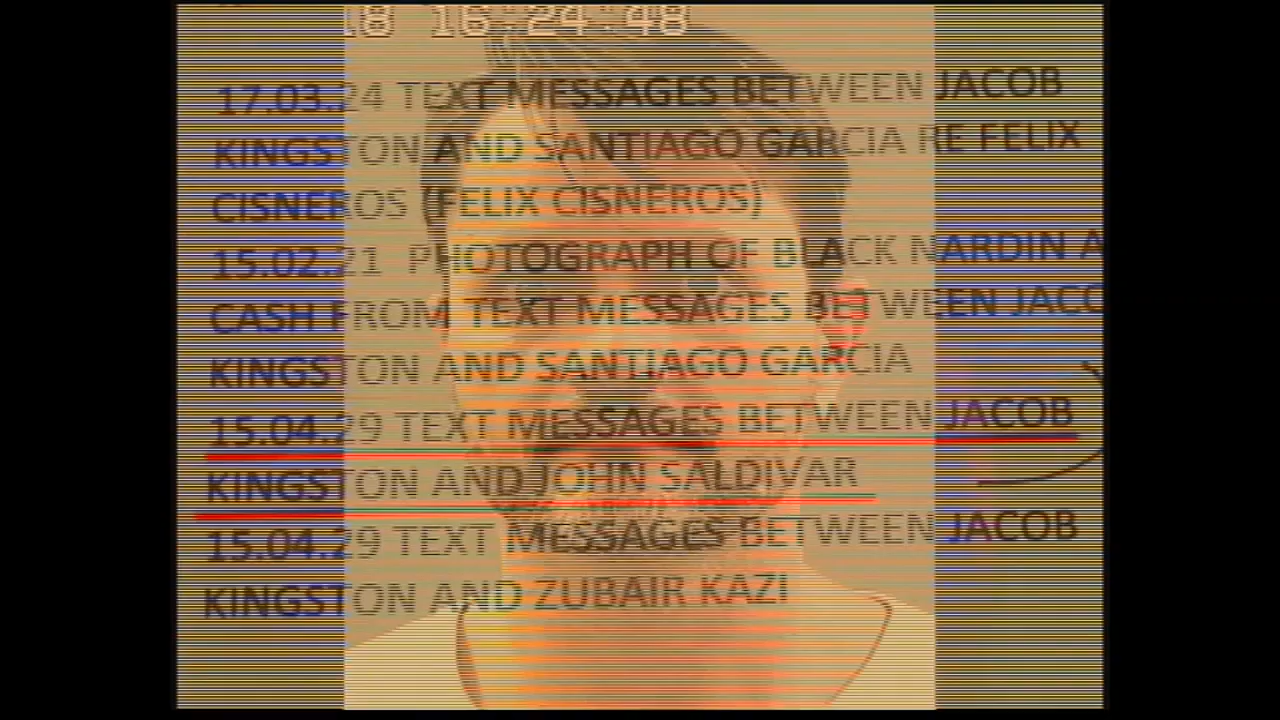 18 16:24:48
17.03.24 TEXT MESSAGES BETWEEN JACOB
KINGSTON AND SANTIAGO GARCIA RE FELIX
CISNEROS (FELIX CISNEROS)
15.02.21 PHOTOGRAPH OF BLACK NARDIN A
CASH FROM TEXT MESSAGES BETWEEN JACO
KINGSTON AND SANTIAGO GARCIA
15.04.29 TEXT MESSAGES BETWEEN JACOB
KINGSTON AND JOHN SALDIVAR
15.04.29 TEXT MESSAGES BETWEEN JACOB
KINGSTON AND ZUBAIR KAZI